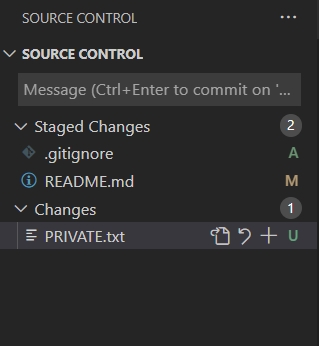 SOURCE CONTROL
SOURCE CONTROL
Message (Ctrl+Enter to commit on '...
Staged Changes 2
.gitignore A
README.md M
Changes 1
PRIVATE.txt U